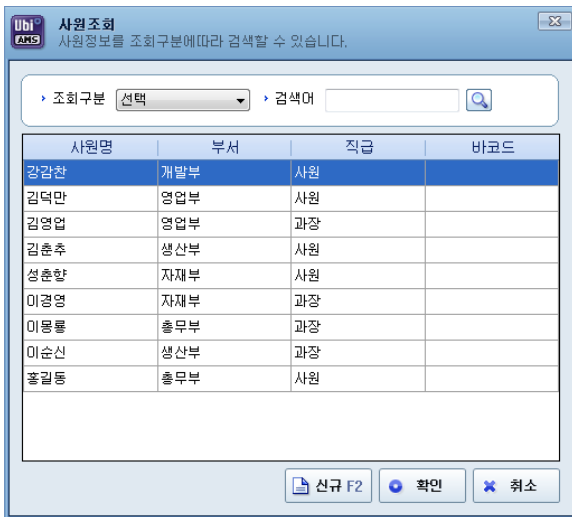 Ubi
AMS
사원조회
사원정보를 조회구분에따라 검색할 수 있습니다.
조회구분 선택 검색어
사원명 부서 직급 바코드
강감찬 개발부 사원
김덕만 영업부 사원
김영업 영업부 과장
김춘추 생산부 사원
성춘향 자재부 사원
이경영 자재부 과장
이몽룡 총무부 과장
이순신 생산부 과장
홍길동 총무부 사원
신규 F2 확인 취소